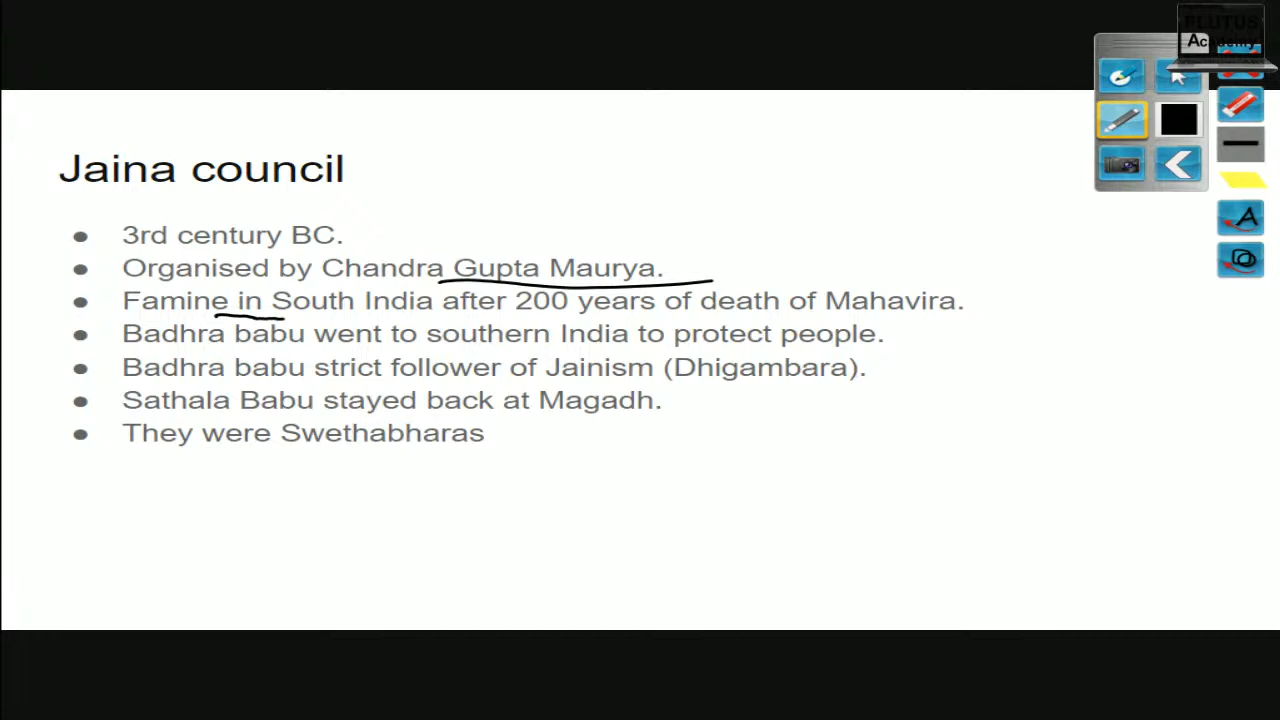 PLUTUS
Academy
Jaina council
● 3rd century BC.
● Organised by Chandra Gupta Maurya.
● Famine in South India after 200 years of death of Mahavira.
● Badhra babu went to southern India to protect people.
● Badhra babu strict follower of Jainism (Dhigambara).
● Sathala Babu stayed back at Magadh.
● They were Swethabharas
A